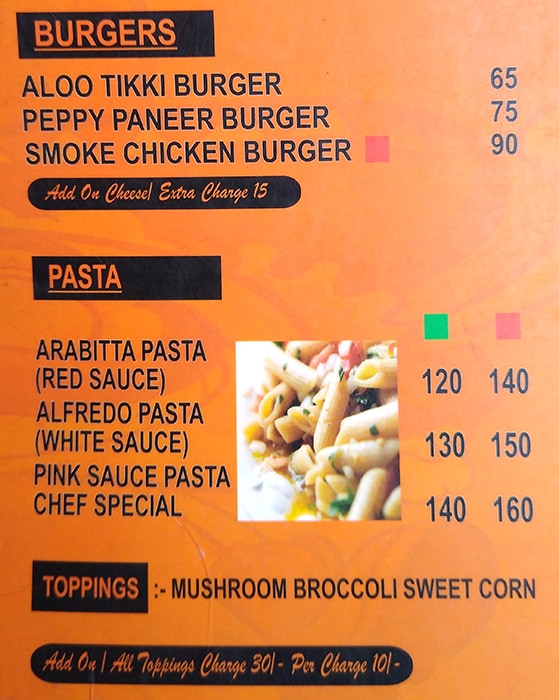 BURGERS
ALOO TIKKI BURGER 65
PEPPY PANEER BURGER 75
SMOKE CHICKEN BURGER 90
Add On Cheese| Extra Charge 15
PASTA
ARABITTA PASTA
(RED SAUCE) 120 140
ALFREDO PASTA
(WHITE SAUCE) 130 150
PINK SAUCE PASTA
CHEF SPECIAL 140 160
TOPPINGS :- MUSHROOM BROCCOLI SWEET CORN
Add On | All Toppings Charge 30|- Per Charge 10|-